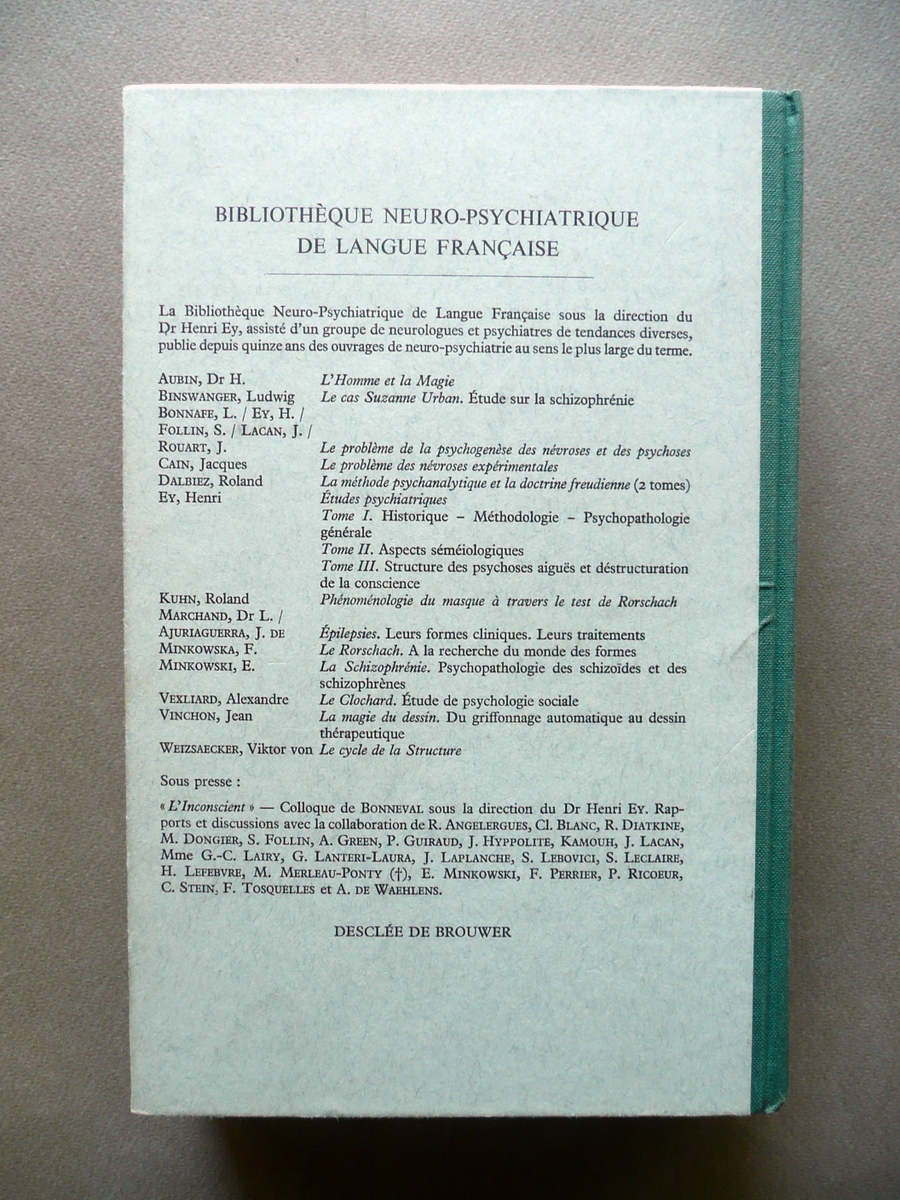 BIBLIOTHÈQUE NEURO-PSYCHIATRIQUE
DE LANGUE FRANÇAISE
La Bibliothèque Neuro-Psychiatrique de Langue Française sous la direction du
Dr Henri Ey, assisté d'un groupe de neurologues et psychiatres de tendances diverses,
publie depuis quinze ans des ouvrages de neuro-psychiatrie au sens le plus large du terme.
AUBIN, Dr H. L'Homme et la Magie
BINSWANGER, Ludwig Le cas Suzanne Urban. Étude sur la schizophrénie
BONNAFE, L. / EY, H. /
FOLLIN, S. / LACAN, J. /
ROUART, J. Le problème de la psychogenèse des névroses et des psychoses
CAIN, Jacques Le problème des névroses expérimentales
DALBIEZ, Roland La méthode psychanalytique et la doctrine freudienne (2 tomes)
EY, Henri Études psychiatriques
Tome I. Historique – Méthodologie – Psychopathologie
générale
Tome II. Aspects séméiologiques
Tome III. Structure des psychoses aiguës et déstructuration
de la conscience
KUHN, Roland Phénoménologie du masque à travers le test de Rorschach
MARCHAND, Dr L. /
AJURIAGUERRA, J. DE Épilepsies. Leurs formes cliniques. Leurs traitements
MINKOWSKA, F. Le Rorschach. A la recherche du monde des formes
MINKOWSKI, E. La Schizophrénie. Psychopathologie des schizoïdes et des
schizophrènes
VEXLIARD, Alexandre Le Clochard. Étude de psychologie sociale
VINCHON, Jean La magie du dessin. Du griffonnage automatique au dessin
thérapeutique
WEIZSAECKER, Viktor von Le cycle de la Structure
Sous presse :
« L'Inconscient » — Colloque de BONNEVAL sous la direction du Dr Henri EY. Rap-
ports et discussions avec la collaboration de R. ANGELERGUES, Cl. BLANC, R. DIATKINE,
M. DONGIER, S. FOLLIN, A. GREEN, P. GUIRAUD, J. HYPPOLITE, KAMOUH, J. LACAN,
Mme G.-C. LAIRY, G. LANTERI-LAURA, J. LAPLANCHE, S. LEBOVICI, S. LECLAIRE,
H. LEFEBVRE, M. MERLEAU-PONTY (†), E. MINKOWSKI, F. PERRIER, P. RICOEUR,
C. STEIN, F. TOSQUELLES et A. DE WAEHLENS.
DESCLÉE DE BROUWER